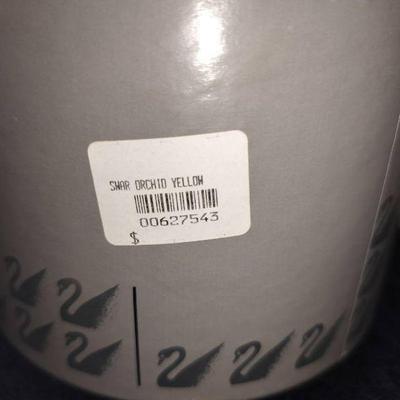 SWAR ORCHID YELLOW
00627543
$